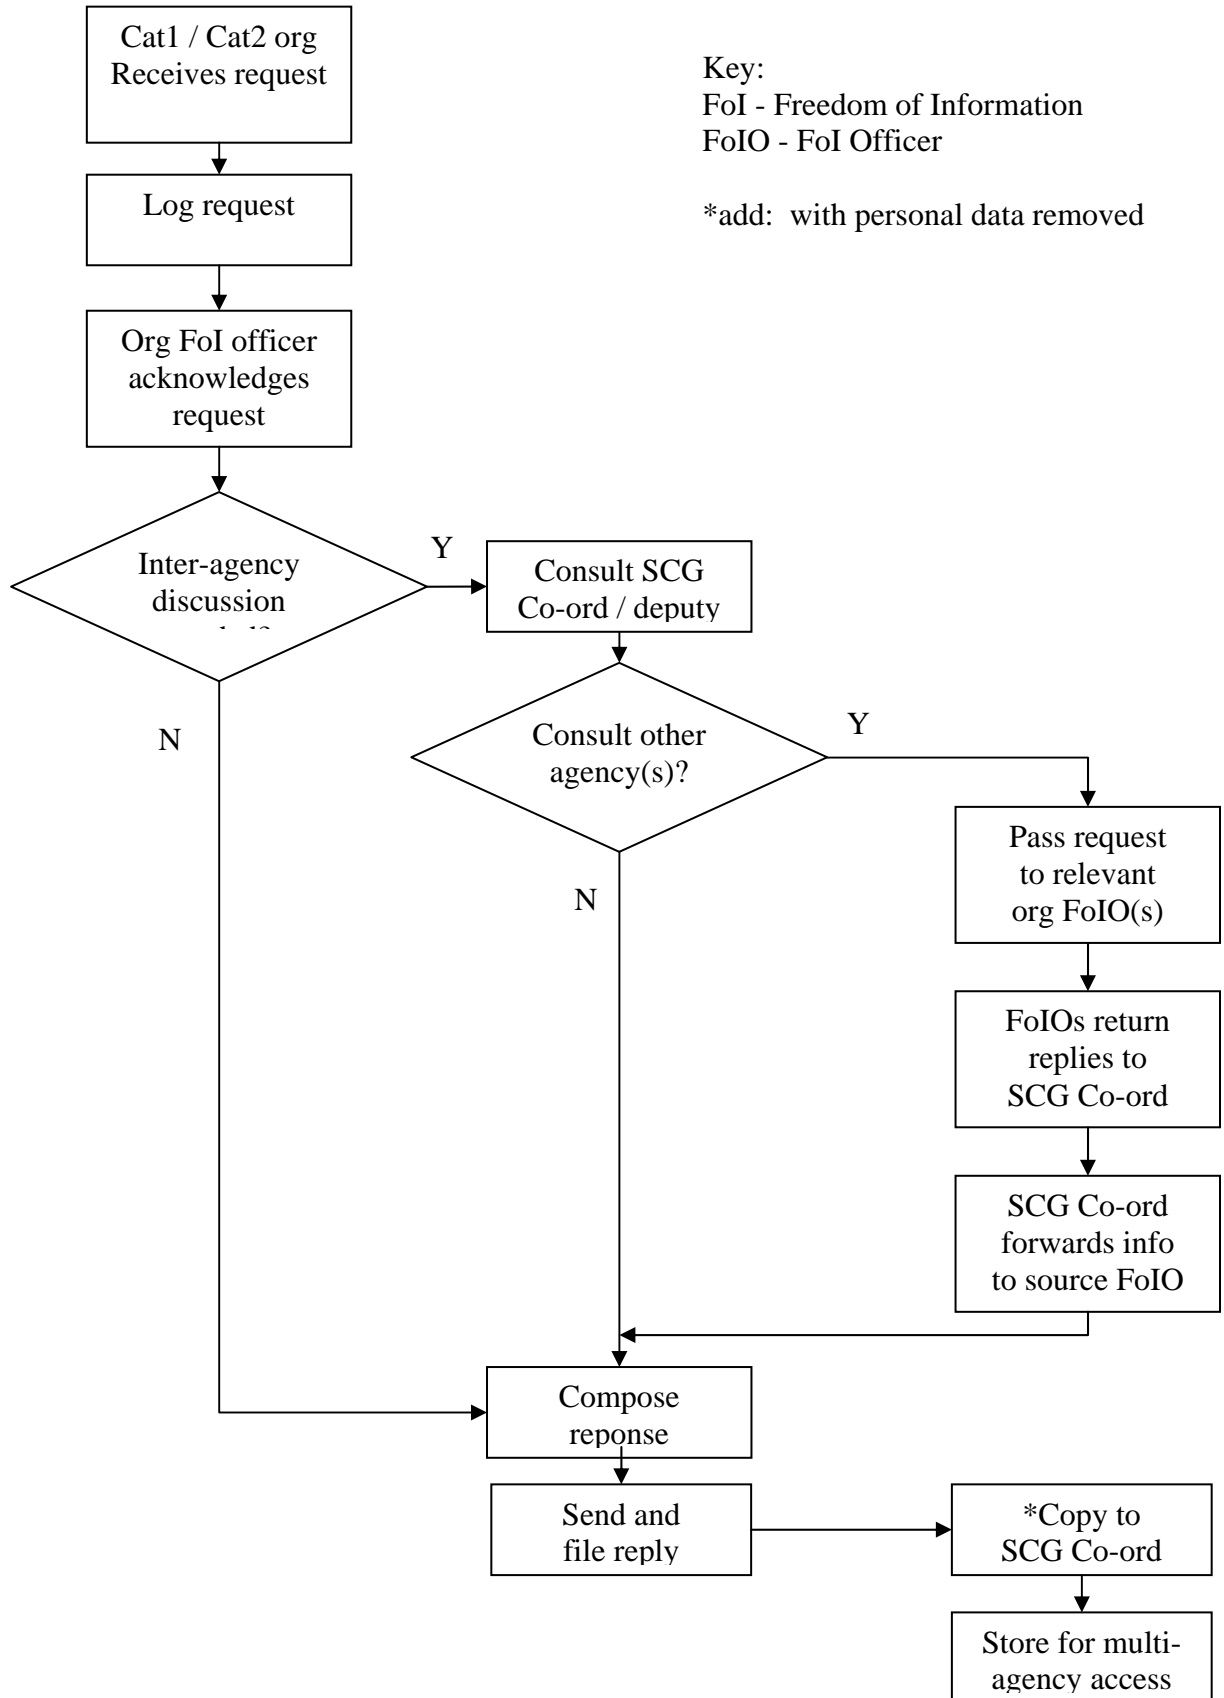 Cat1 / Cat2 org
Receives request
Key:
FoI - Freedom of Information
FoIO - FoI Officer
*add:  with personal data removed
Log request
Org FoI officer
acknowledges
request
Inter-agency
discussion
Y
Consult SCG
Co-ord / deputy
N
Consult other
agency(s)?
Y
N
Pass request
to relevant
org FoIO(s)
FoIOs return
replies to
SCG Co-ord
SCG Co-ord
forwards info
to source FoIO
Compose
reponse
Send and
file reply
*Copy to
SCG Co-ord
Store for multi-
agency access